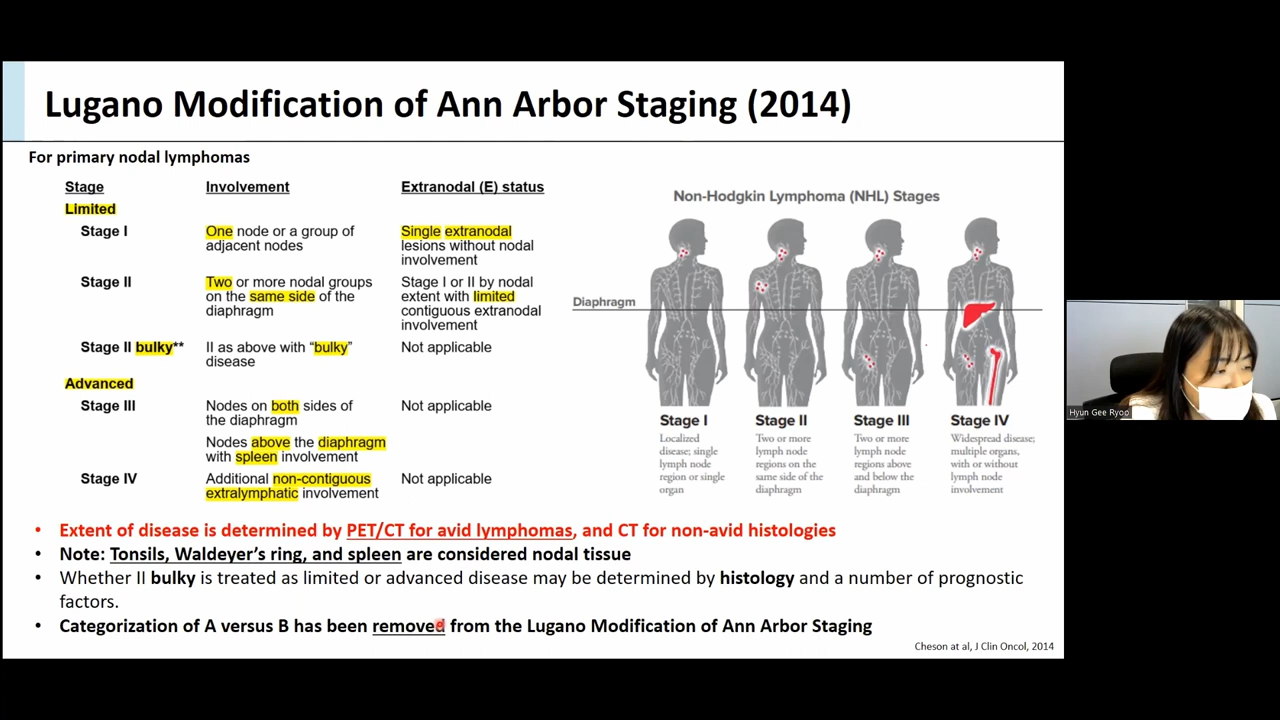 Lugano Modification of Ann Arbor Staging (2014)
For primary nodal lymphomas
Stage Involvement Extranodal (E) status
Limited
Stage I One node or a group of adjacent nodes Single extranodal lesions without nodal involvement
Stage II Two or more nodal groups on the same side of the diaphragm Stage I or II by nodal extent with limited contiguous extranodal involvement
Stage II bulky** II as above with “bulky” disease Not applicable
Advanced
Stage III Nodes on both sides of the diaphragm Not applicable
Nodes above the diaphragm with spleen involvement
Stage IV Additional non-contiguous extralymphatic involvement Not applicable
Non-Hodgkin Lymphoma (NHL) Stages
Diaphragm
Stage I
Localized
disease; single
lymph node
region or single
organ
Stage II
Two or more
lymph node
regions on the
same side of the
diaphragm
Stage III
Two or more
lymph node
regions above
and below the
diaphragm
Stage IV
Widespread disease;
multiple organs,
with or without
lymph node
involvement
• Extent of disease is determined by PET/CT for avid lymphomas, and CT for non-avid histologies
• Note: Tonsils, Waldeyer’s ring, and spleen are considered nodal tissue
• Whether II bulky is treated as limited or advanced disease may be determined by histology and a number of prognostic
factors.
• Categorization of A versus B has been removed from the Lugano Modification of Ann Arbor Staging
Cheson at al, J Clin Oncol, 2014
Hyun Gee Ryoo